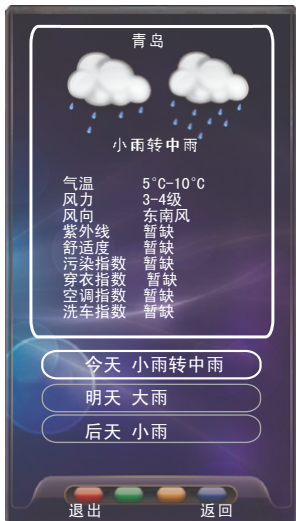 青岛
小雨转中雨
气温 5°C-10°C
风力 3-4级
风向 东南风
紫外线 暂缺
舒适度 暂缺
污染指数 暂缺
穿衣指数 暂缺
空调指数 暂缺
洗车指数 暂缺
今天 小雨转中雨
明天 大雨
后天 小雨
退出 返回